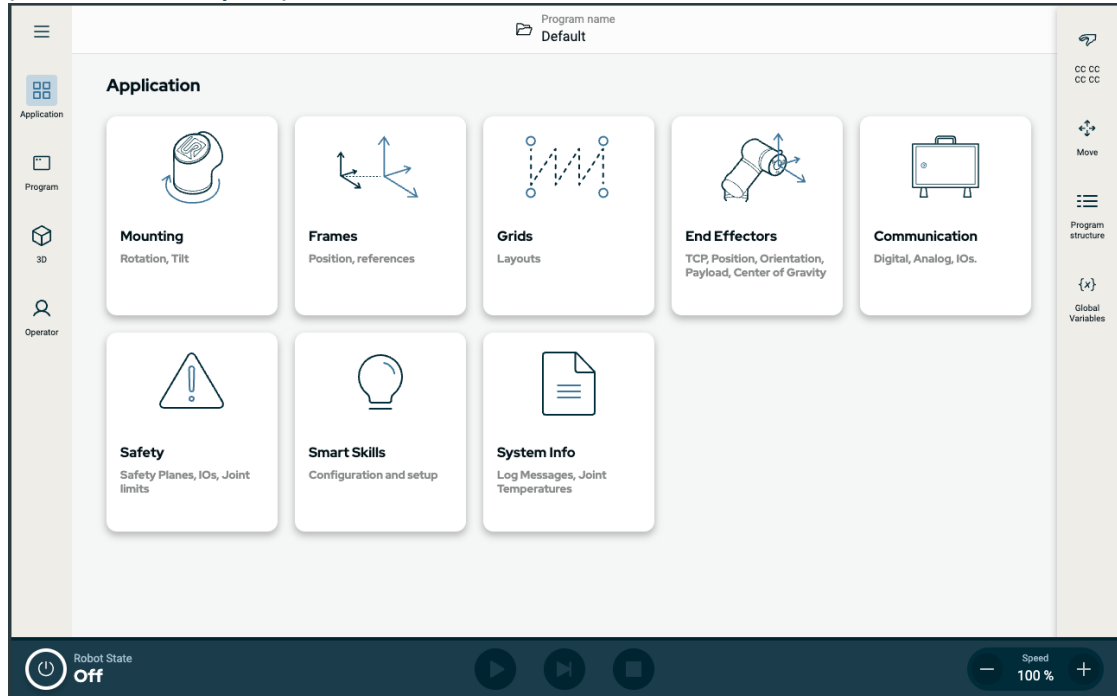 Program name
Default
Application
Program
3D
Operator
Application
Mounting
Rotation, Tilt
Frames
Position, references
Grids
Layouts
End Effectors
TCP, Position, Orientation,
Payload, Center of Gravity
Communication
Digital, Analog, IOs.
Safety
Safety Planes, IOs, Joint
limits
Smart Skills
Configuration and setup
System Info
Log Messages, Joint
Temperatures
CC CC
CC CC
Move
Program
structure
{x}
Global
Variables
Robot State
Off
Speed
100 %